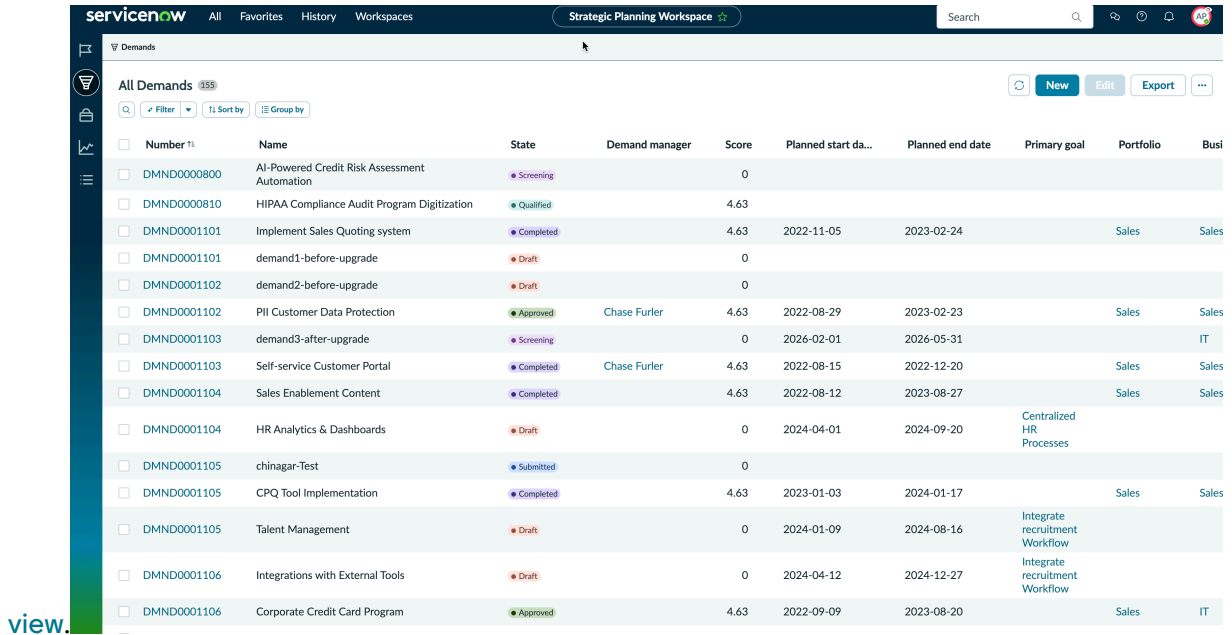 servicenow All Favorites History Workspaces Strategic Planning Workspace Search AP
Demands
All Demands 155 New Edit Export ...
Filter Sort by Group by
Number Name State Demand manager Score Planned start da... Planned end date Primary goal Portfolio Busi
DMND0000800 AI-Powered Credit Risk Assessment
Automation Screening 0
DMND0000810 HIPAA Compliance Audit Program Digitization Qualified 4.63
DMND0001101 Implement Sales Quoting system Completed 4.63 2022-11-05 2023-02-24 Sales Sales
DMND0001101 demand1-before-upgrade Draft 0
DMND0001102 demand2-before-upgrade Draft 0
DMND0001102 PII Customer Data Protection Approved Chase Furler 4.63 2022-08-29 2023-02-23 Sales Sales
DMND0001103 demand3-after-upgrade Screening 0 2026-02-01 2026-05-31 IT
DMND0001103 Self-service Customer Portal Completed Chase Furler 4.63 2022-08-15 2022-12-20 Sales Sales
DMND0001104 Sales Enablement Content Completed 4.63 2022-08-12 2023-08-27 Sales Sales
DMND0001104 HR Analytics & Dashboards Draft 0 2024-04-01 2024-09-20 Centralized
HR
Processes
DMND0001105 chinagar-Test Submitted 0
DMND0001105 CPQ Tool Implementation Completed 4.63 2023-01-03 2024-01-17 Sales Sales
DMND0001105 Talent Management Draft 0 2024-01-09 2024-08-16 Integrate
recruitment
Workflow
DMND0001106 Integrations with External Tools Draft 0 2024-04-12 2024-12-27 Integrate
recruitment
Workflow
DMND0001106 Corporate Credit Card Program Approved 4.63 2022-09-09 2023-08-20 Sales IT
view.